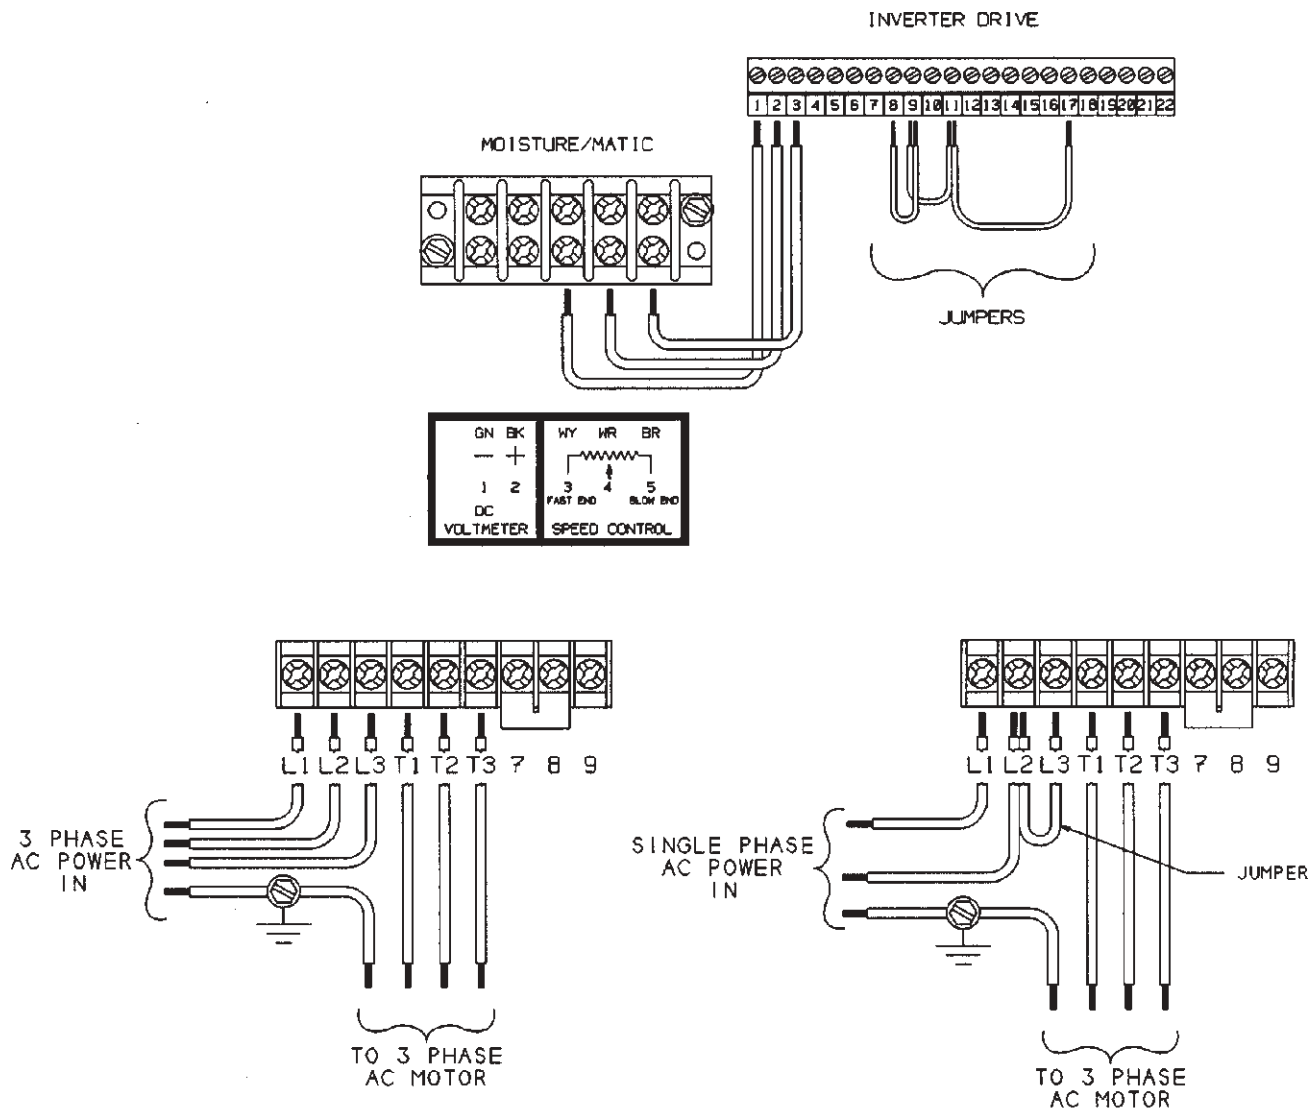 INVERTER DRIVE
1 2 3 4 5 6 7 8 9 10 11 12 13 14 15 16 17 18 19 20 21 22
MOISTURE/MATIC
JUMPERS
GN BK WY WR BR
— +
1 2 3 4 5
FAST END SLOW END
DC
VOLTMETER SPEED CONTROL
L1 L2 L3 T1 T2 T3 7 8 9
3 PHASE
AC POWER
IN
TO 3 PHASE
AC MOTOR
L1 L2 L3 T1 T2 T3 7 8 9
SINGLE PHASE
AC POWER
IN
JUMPER
TO 3 PHASE
AC MOTOR